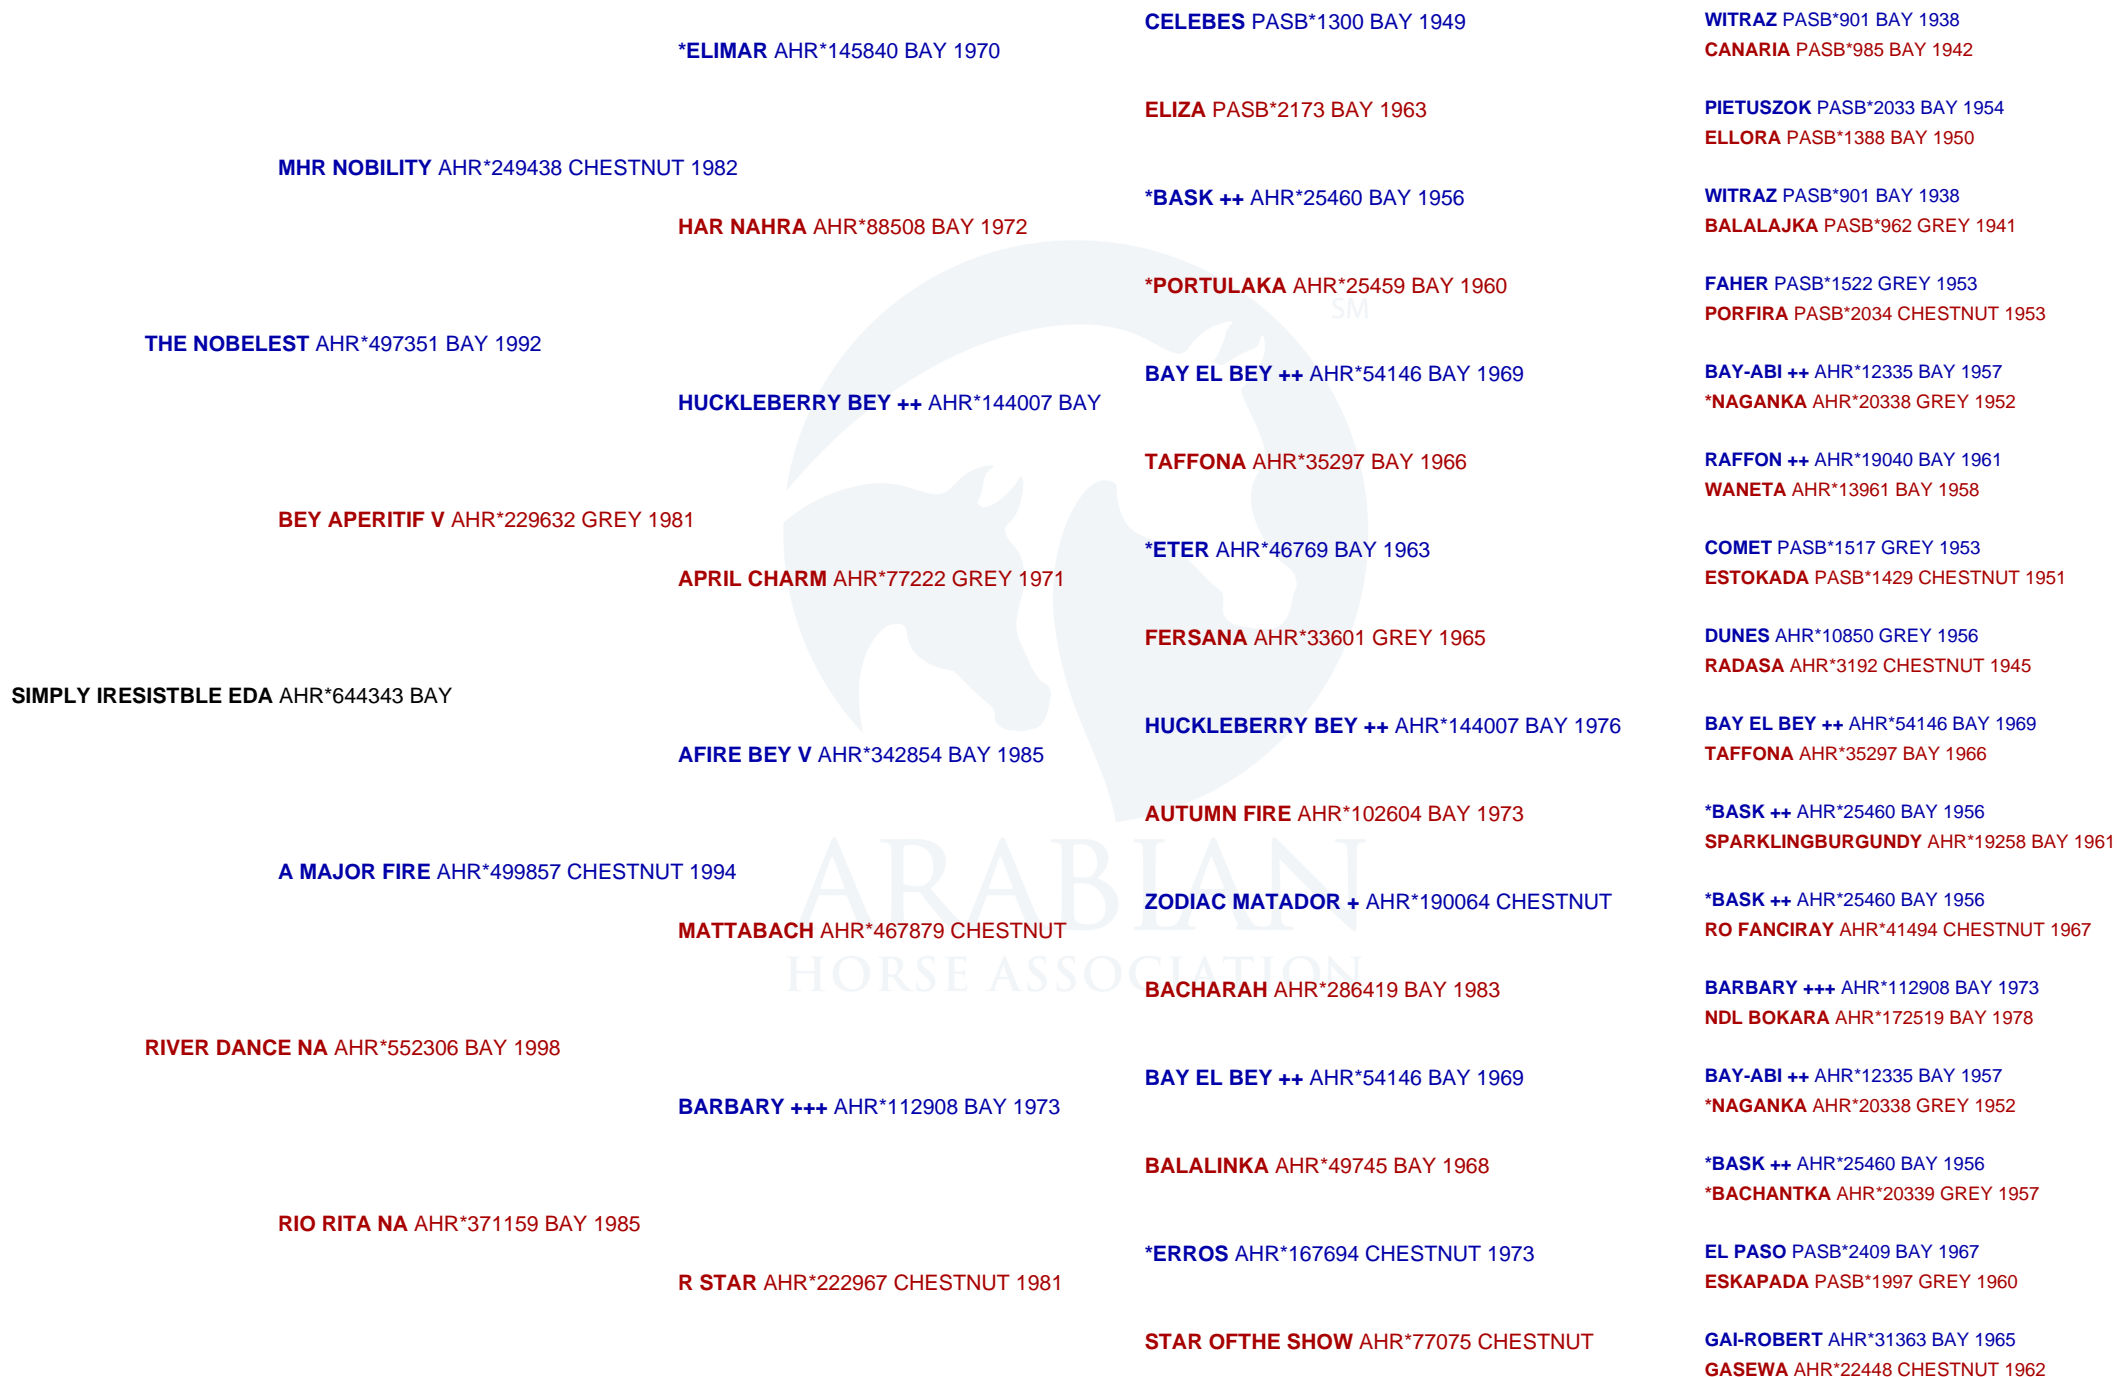 CELEBES PASB*1300 BAY 1949
WITRAZ PASB*901 BAY 1938
*ELIMAR AHR*145840 BAY 1970
CANARIA PASB*985 BAY 1942
ELIZA PASB*2173 BAY 1963
PIETUSZOK PASB*2033 BAY 1954
ELLORA PASB*1388 BAY 1950
MHR NOBILITY AHR*249438 CHESTNUT 1982
*BASK ++ AHR*25460 BAY 1956
WITRAZ PASB*901 BAY 1938
HAR NAHRA AHR*88508 BAY 1972
BALALAJKA PASB*962 GREY 1941
*PORTULAKA AHR*25459 BAY 1960
FAHER PASB*1522 GREY 1953
SM
PORFIRA PASB*2034 CHESTNUT 1953
THE NOBELEST AHR*497351 BAY 1992
BAY EL BEY ++ AHR*54146 BAY 1969
BAY-ABI ++ AHR*12335 BAY 1957
HUCKLEBERRY BEY ++ AHR*144007 BAY
*NAGANKA AHR*20338 GREY 1952
TAFFONA AHR*35297 BAY 1966
RAFFON ++ AHR*19040 BAY 1961
WANETA AHR*13961 BAY 1958
BEY APERITIF V AHR*229632 GREY 1981
*ETER AHR*46769 BAY 1963
COMET PASB*1517 GREY 1953
APRIL CHARM AHR*77222 GREY 1971
ESTOKADA PASB*1429 CHESTNUT 1951
FERSANA AHR*33601 GREY 1965
DUNES AHR*10850 GREY 1956
RADASA AHR*3192 CHESTNUT 1945
SIMPLY IRESISTBLE EDA AHR*644343 BAY
HUCKLEBERRY BEY ++ AHR*144007 BAY 1976
BAY EL BEY ++ AHR*54146 BAY 1969
AFIRE BEY V AHR*342854 BAY 1985
TAFFONA AHR*35297 BAY 1966
AUTUMN FIRE AHR*102604 BAY 1973
*BASK ++ AHR*25460 BAY 1956
SPARKLINGBURGUNDY AHR*19258 BAY 1961
A MAJOR FIRE AHR*499857 CHESTNUT 1994
ARABIAN
ZODIAC MATADOR + AHR*190064 CHESTNUT
*BASK ++ AHR*25460 BAY 1956
MATTABACH AHR*467879 CHESTNUT
RO FANCIRAY AHR*41494 CHESTNUT 1967
HORSE ASSOCIATION
BACHARAH AHR*286419 BAY 1983
BARBARY +++ AHR*112908 BAY 1973
NDL BOKARA AHR*172519 BAY 1978
RIVER DANCE NA AHR*552306 BAY 1998
BAY EL BEY ++ AHR*54146 BAY 1969
BAY-ABI ++ AHR*12335 BAY 1957
BARBARY +++ AHR*112908 BAY 1973
*NAGANKA AHR*20338 GREY 1952
BALALINKA AHR*49745 BAY 1968
*BASK ++ AHR*25460 BAY 1956
*BACHANTKA AHR*20339 GREY 1957
RIO RITA NA AHR*371159 BAY 1985
*ERROS AHR*167694 CHESTNUT 1973
EL PASO PASB*2409 BAY 1967
R STAR AHR*222967 CHESTNUT 1981
ESKAPADA PASB*1997 GREY 1960
STAR OFTHE SHOW AHR*77075 CHESTNUT
GAI-ROBERT AHR*31363 BAY 1965
GASEWA AHR*22448 CHESTNUT 1962